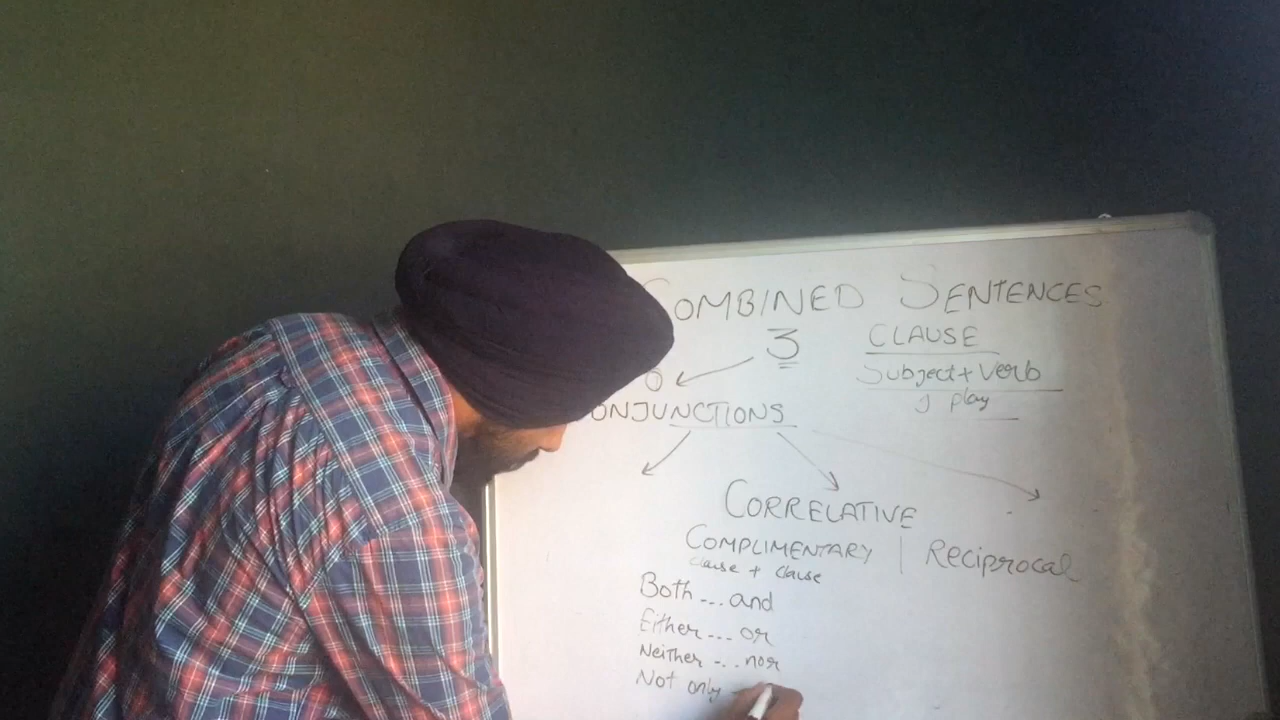 COMBINED SENTENCES
3 CLAUSE
Subject + Verb
I play
ONJUNCTIONS
CORRELATIVE
COMPLIMENTARY | RECIPROCAL
clause + clause
Both ... and
Either ... or
Neither ... nor
Not only